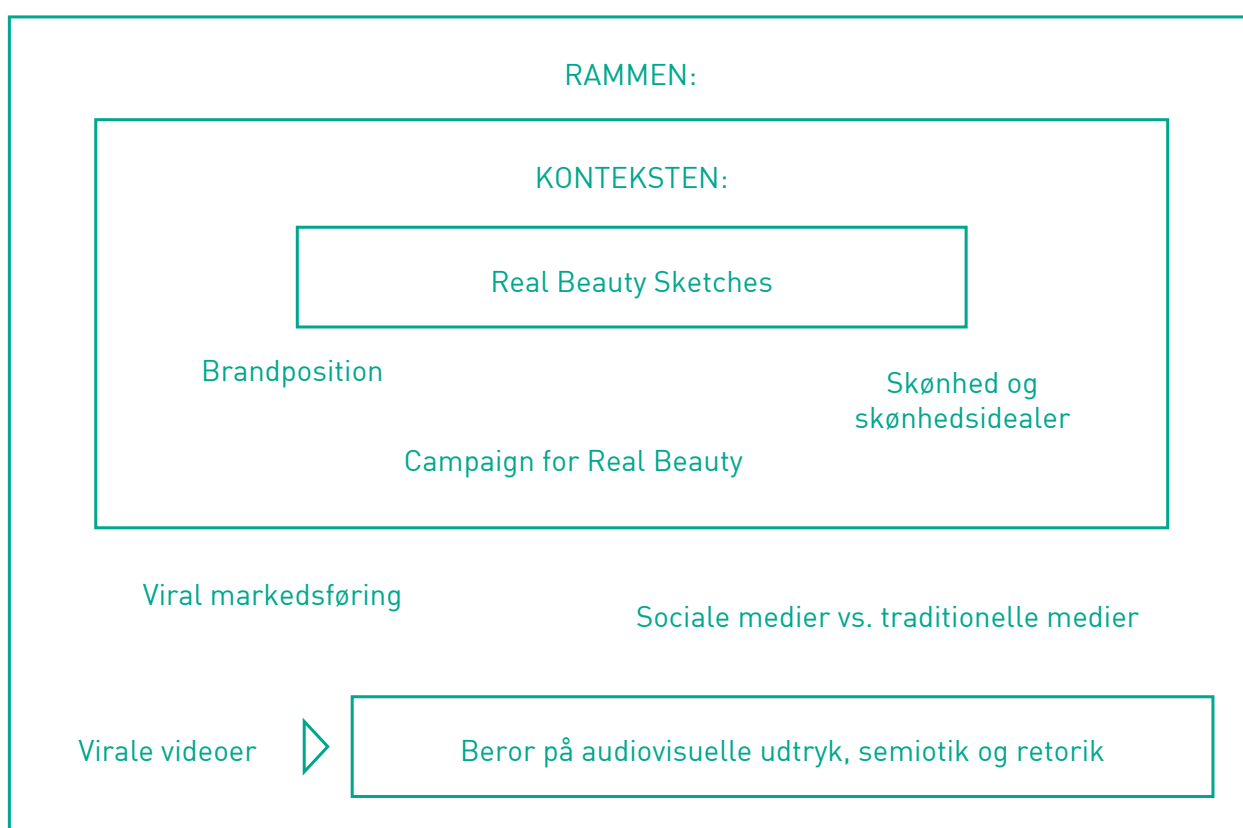 RAMMEN:
KONTEKSTEN:
Real Beauty Sketches
Brandposition
Skønhed og
skønhedsidealer
Campaign for Real Beauty
Viral markedsføring
Sociale medier vs. traditionelle medier
Virale videoer
Beror på audiovisuelle udtryk, semiotik og retorik